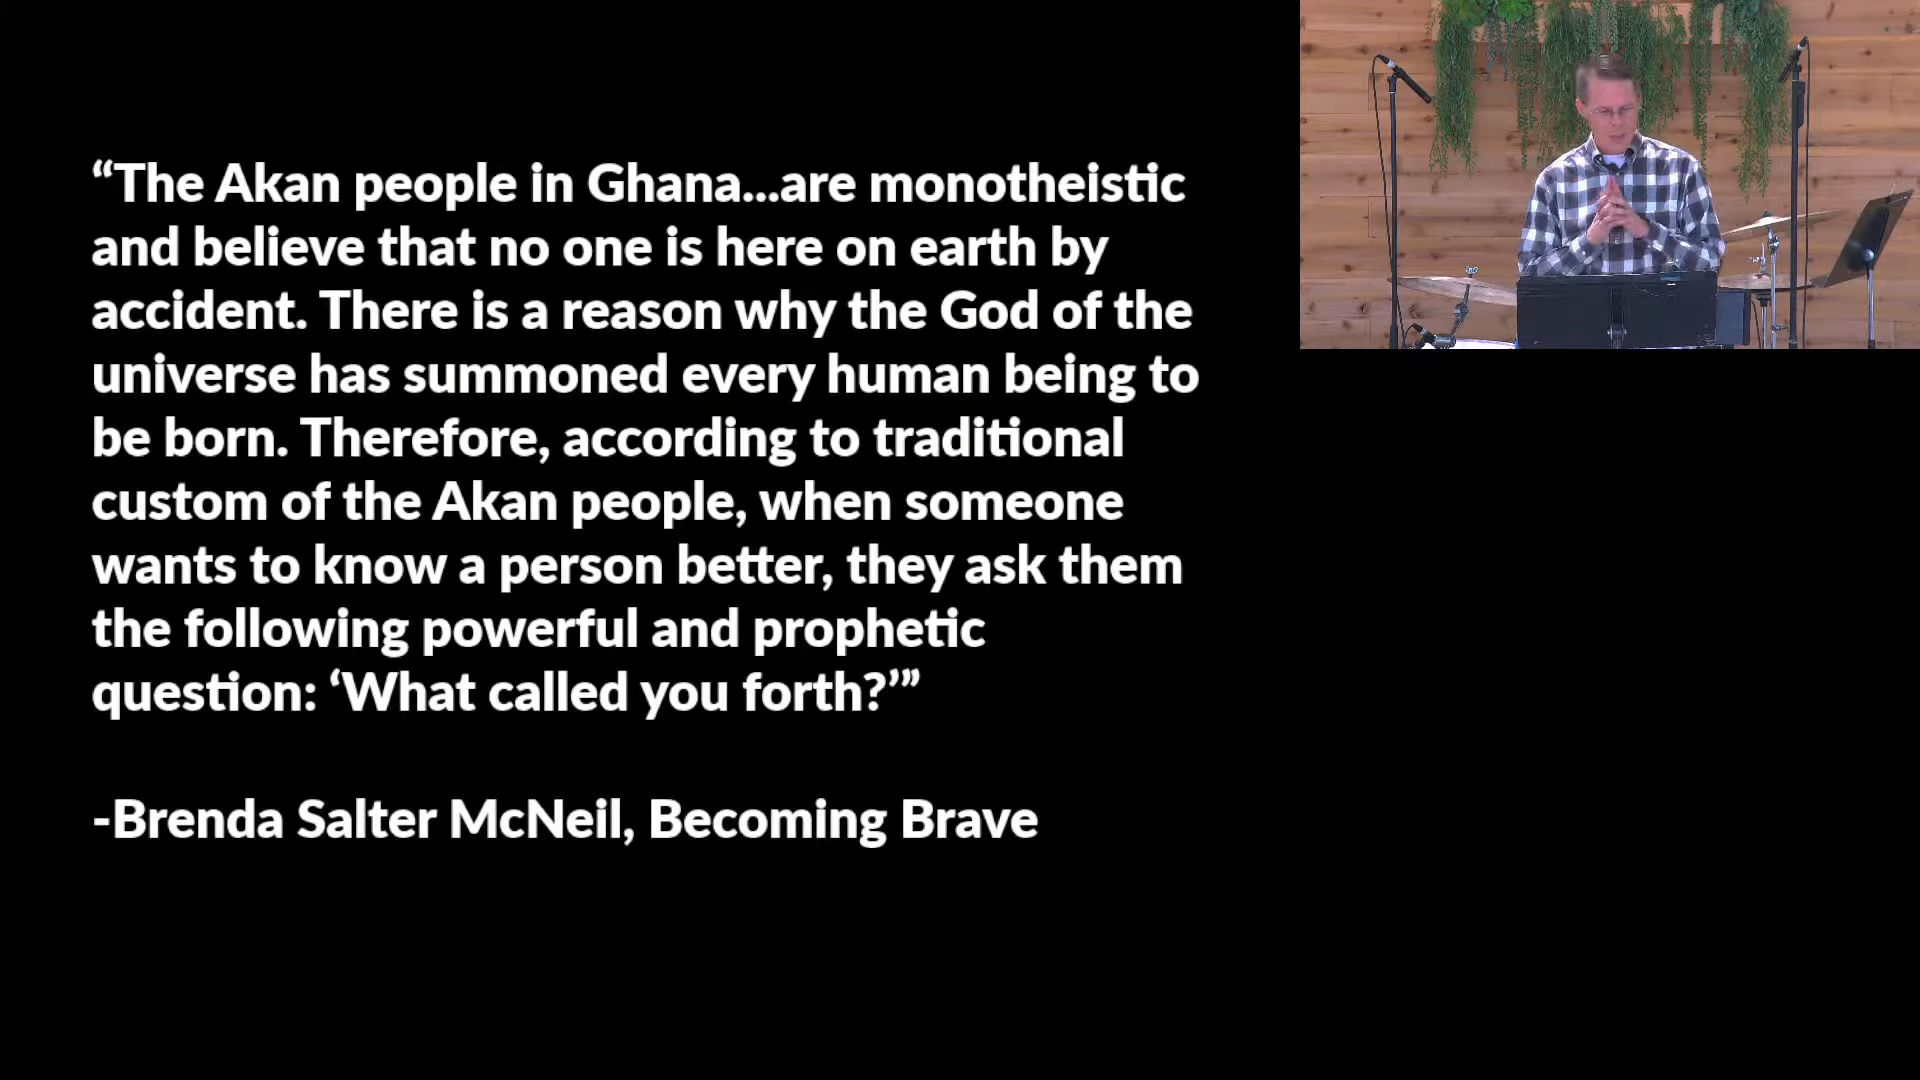 “The Akan people in Ghana...are monotheistic
and believe that no one is here on earth by
accident. There is a reason why the God of the
universe has summoned every human being to
be born. Therefore, according to traditional
custom of the Akan people, when someone
wants to know a person better, they ask them
the following powerful and prophetic
question: ‘What called you forth?’”
-Brenda Salter McNeil, Becoming Brave